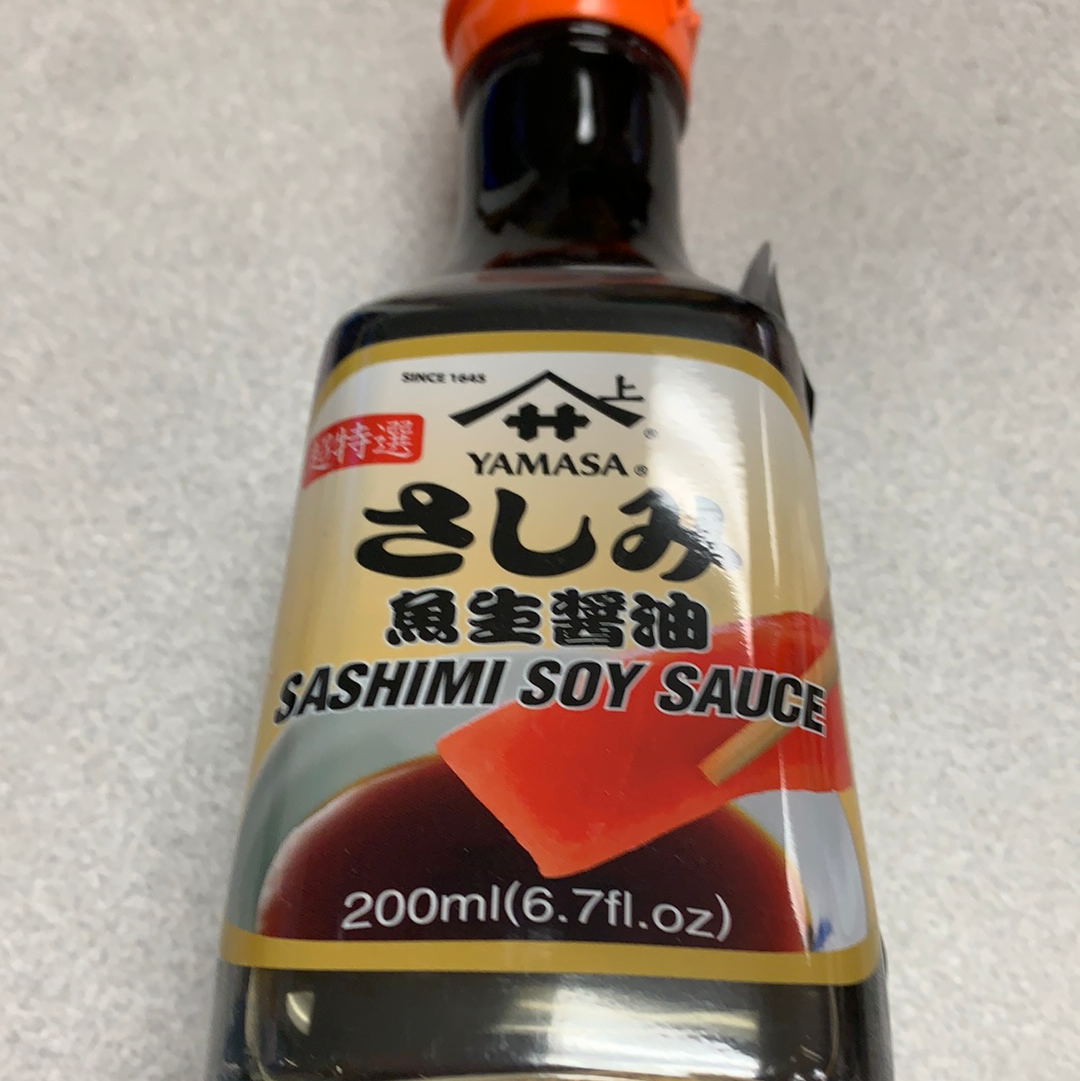 SINCE 1645
上
超特選
YAMASA®
さしみ
魚生醤油
SASHIMI SOY SAUCE
200ml(6.7fl.oz)